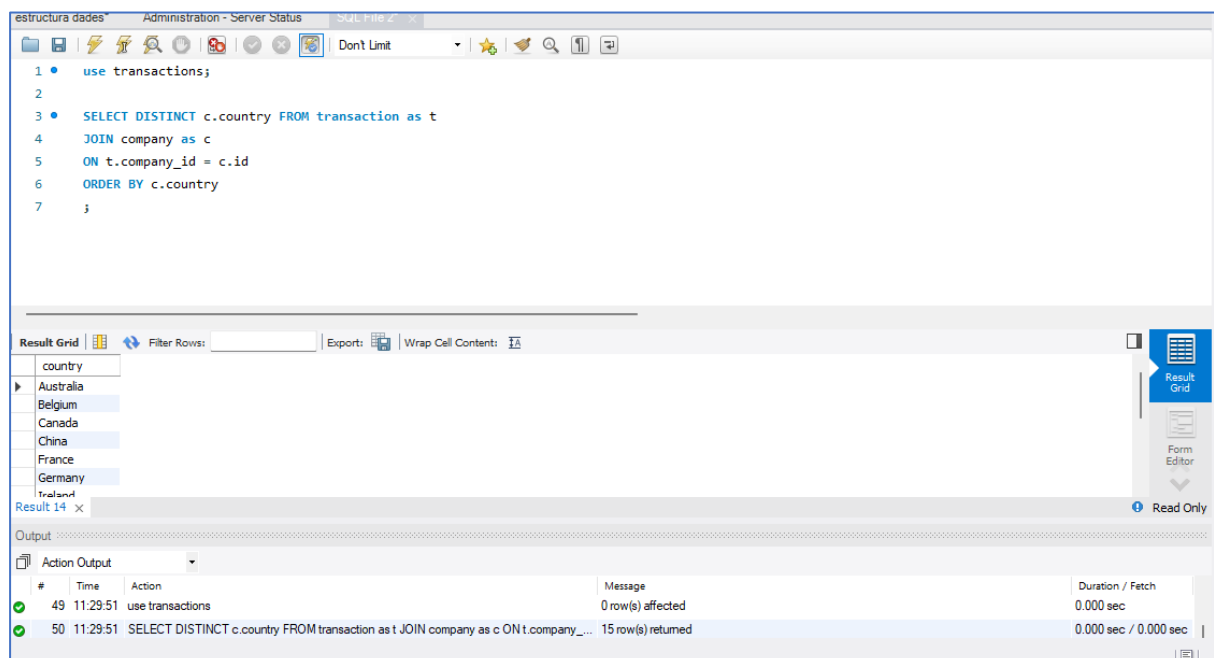 estructura dades* Administration - Server Status SQL File 2* ×
Don't Limit
1 use transactions;
2
3 SELECT DISTINCT c.country FROM transaction as t
4 JOIN company as c
5 ON t.company_id = c.id
6 ORDER BY c.country
7 ;
Result Grid Filter Rows: Export: Wrap Cell Content: IA
country
Australia
Belgium
Canada
China
France
Germany
Ireland
Result Grid
Form Editor
Result 14 × Read Only
Output
Action Output
# Time Action Message Duration / Fetch
49 11:29:51 use transactions 0 row(s) affected 0.000 sec
50 11:29:51 SELECT DISTINCT c.country FROM transaction as t JOIN company as c ON t.company_... 15 row(s) returned 0.000 sec / 0.000 sec